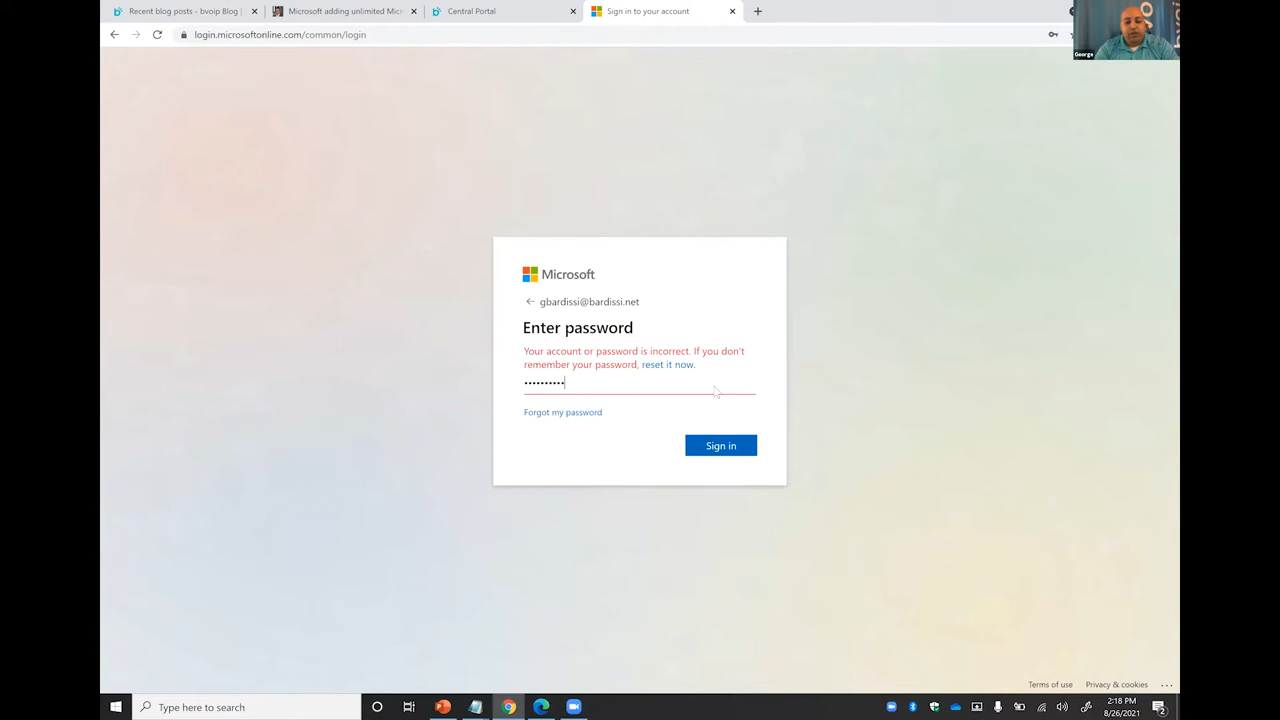 Recent blog posts - bvoip Blog |
Microsoft adding unlimited Micr
Central Portal
Sign in to your account
login.microsoftonline.com/common/login
George
Microsoft
gbardissi@bardissi.net
Enter password
Your account or password is incorrect. If you don't
remember your password, reset it now.
Forgot my password
Sign in
Terms of use
Privacy & cookies
Type here to search
2:18 PM
8/26/2021
2